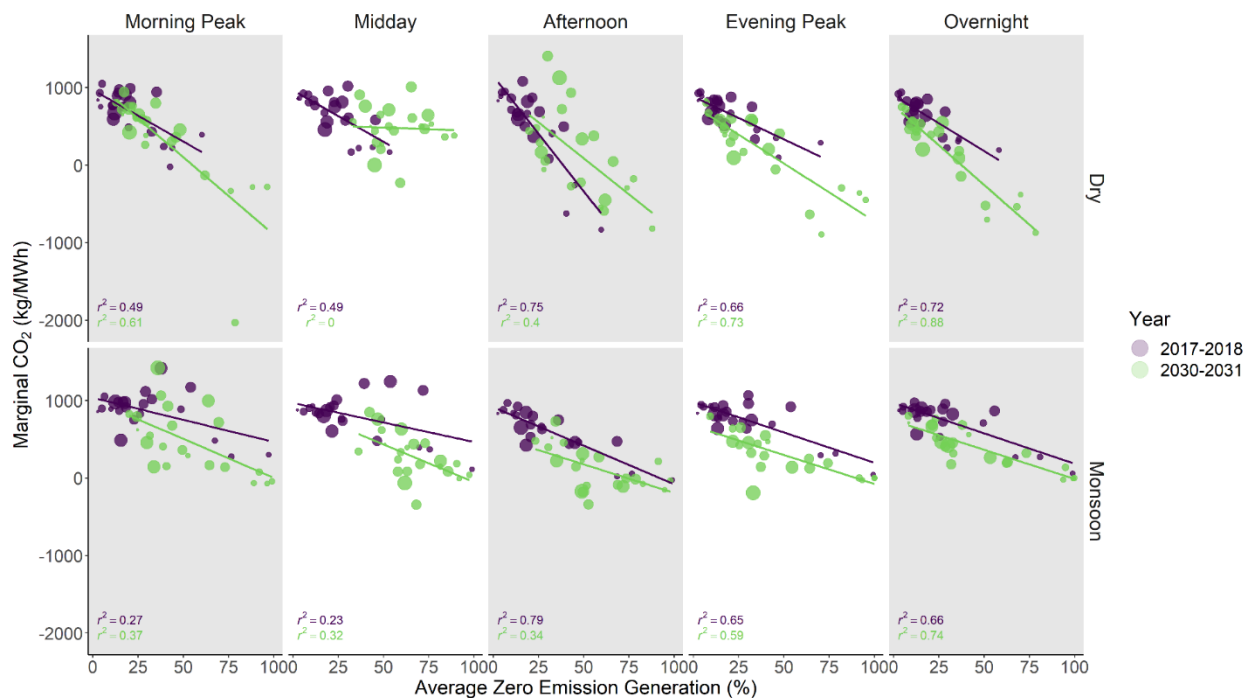 Morning Peak Midday Afternoon Evening Peak Overnight
Marginal CO₂ (kg/MWh)
1000
0
-1000
-2000
r² = 0.49
r² = 0.61
r² = 0.49
r² = 0
r² = 0.75
r² = 0.4
r² = 0.66
r² = 0.73
r² = 0.72
r² = 0.88
Dry
1000
0
-1000
-2000
r² = 0.27
r² = 0.37
r² = 0.23
r² = 0.32
r² = 0.79
r² = 0.34
r² = 0.65
r² = 0.59
r² = 0.66
r² = 0.74
Monsoon
0 25 50 75 100 0 25 50 75 100 0 25 50 75 100 0 25 50 75 100 0 25 50 75 100
Average Zero Emission Generation (%)
Year
2017-2018
2030-2031